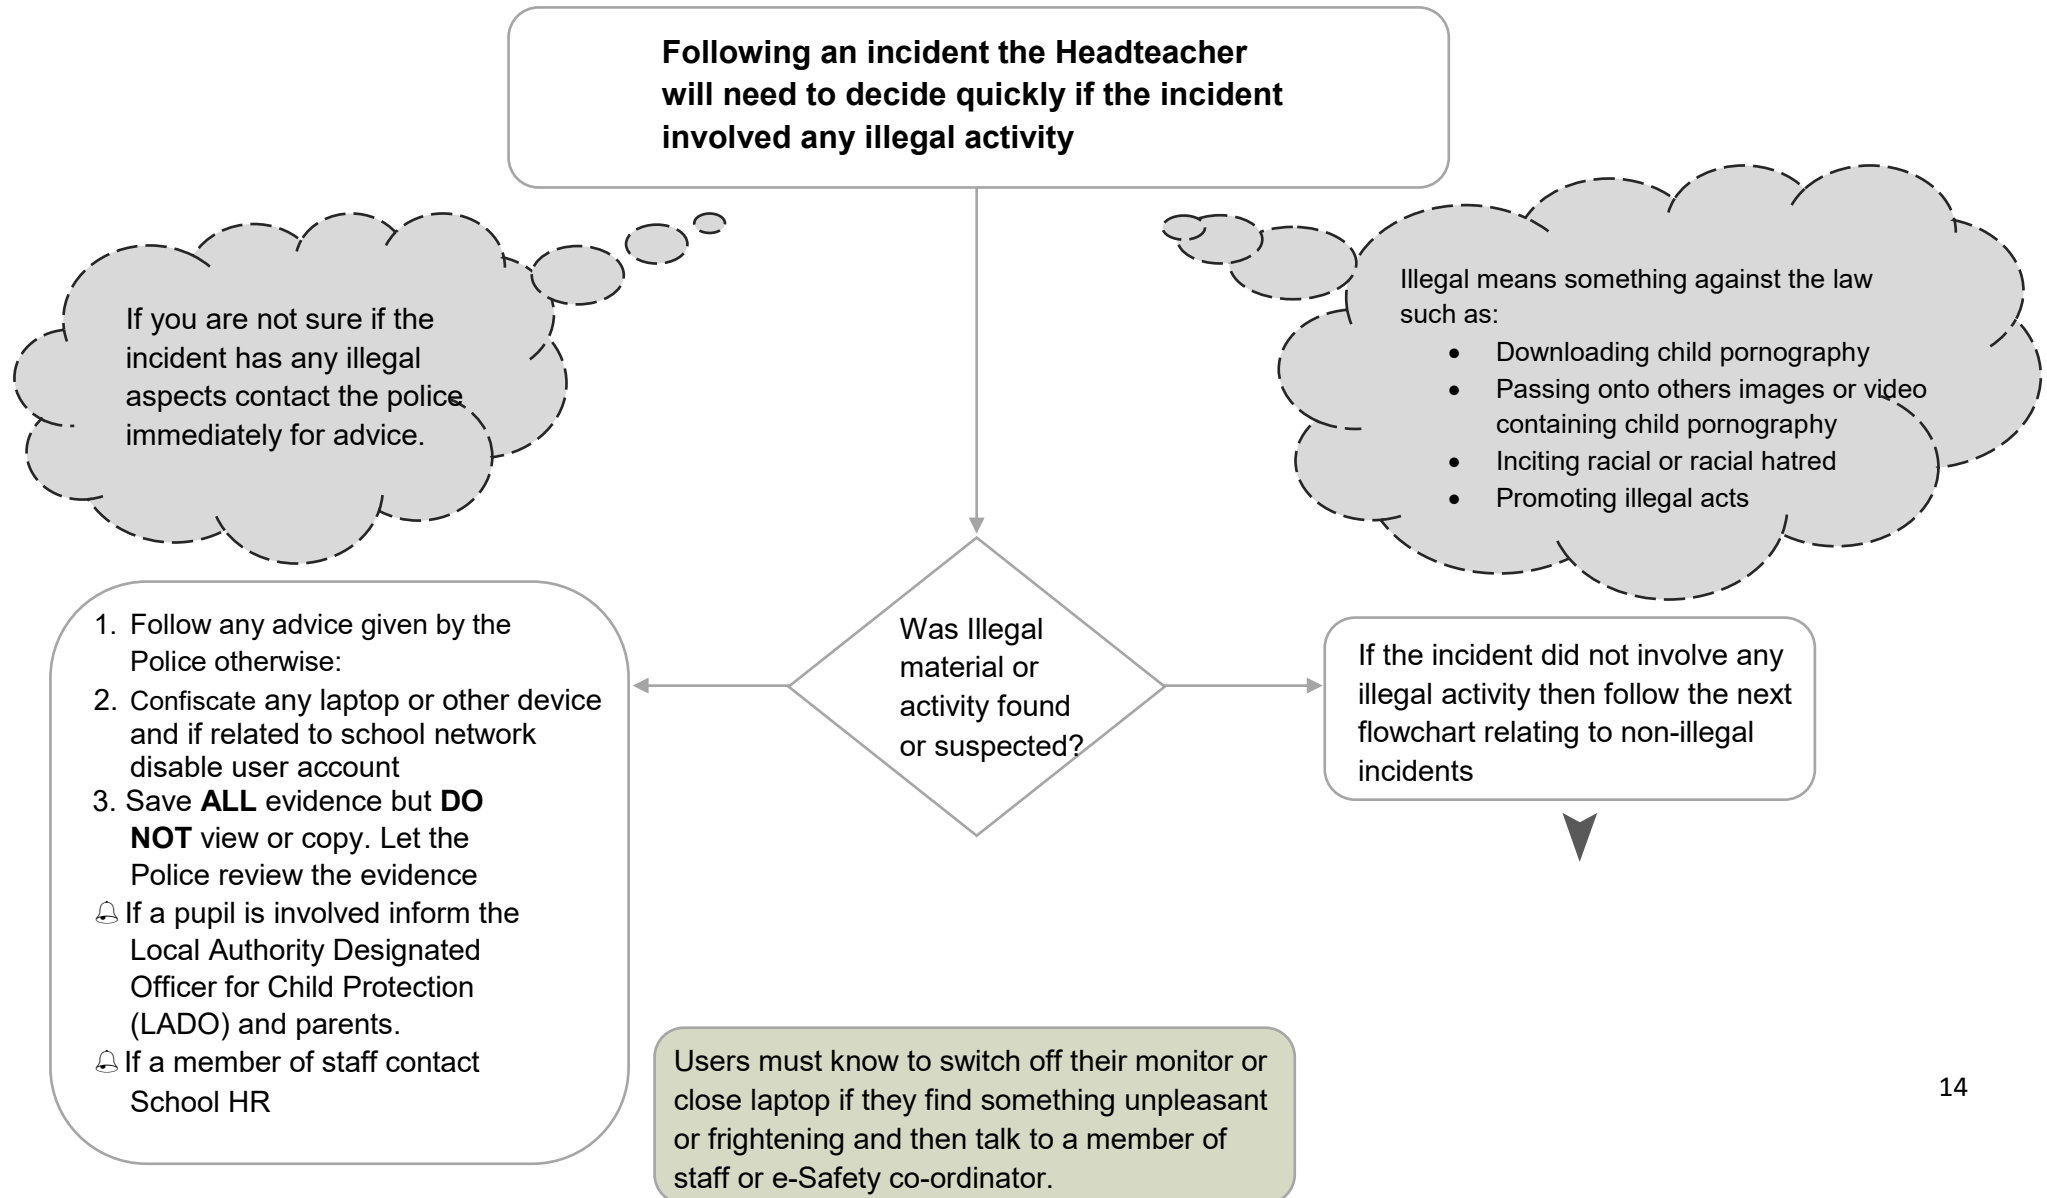 Following an incident the Headteacher
will need to decide quickly if the incident
involved any illegal activity
If you are not sure if the
incident has any illegal
aspects contact the police
immediately for advice.
Illegal means something against the law
such as:
• Downloading child pornography
• Passing onto others images or video
containing child pornography
• Inciting racial or racial hatred
• Promoting illegal acts
1. Follow any advice given by the
Police otherwise:
2. Confiscate any laptop or other device
and if related to school network
disable user account
3. Save ALL evidence but DO
NOT view or copy. Let the
Police review the evidence
🔔 If a pupil is involved inform the
Local Authority Designated
Officer for Child Protection
(LADO) and parents.
🔔 If a member of staff contact
School HR
Was Illegal
material or
activity found
or suspected?
If the incident did not involve any
illegal activity then follow the next
flowchart relating to non-illegal
incidents
Users must know to switch off their monitor or
close laptop if they find something unpleasant
or frightening and then talk to a member of
staff or e-Safety co-ordinator.
14